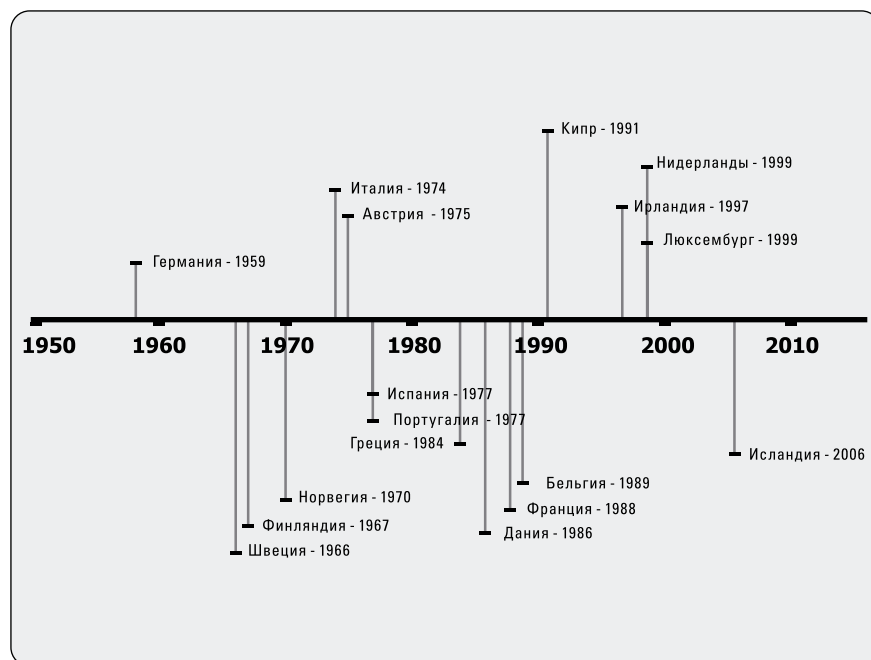 Кипр - 1991
Нидерланды - 1999
Италия - 1974
Ирландия - 1997
Австрия - 1975
Люксембург - 1999
Германия - 1959
1950 1960 1970 1980 1990 2000 2010
Испания - 1977
Португалия - 1977
Греция - 1984
Исландия - 2006
Бельгия - 1989
Норвегия - 1970
Франция - 1988
Финляндия - 1967
Дания - 1986
Швеция - 1966